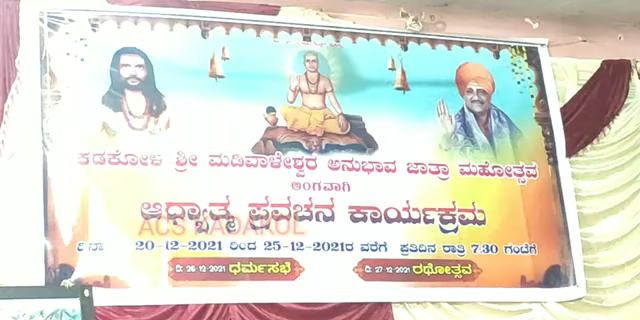 ಕಡಕೋಳ ಶ್ರೀ ಮಡಿವಾಳೇಶ್ವರ ಅನುಭಾವ ಜಾತ್ರಾ ಮಹೋತ್ಸವ
ಅಂಗವಾಗಿ
ಆಧ್ಯಾತ್ಮ ಪ್ರವಚನ ಕಾರ್ಯಕ್ರಮ
ACS BADAKOL
20-12-2021 ರಿಂದ 25-12-2021ರ ವರೆಗೆ ಪ್ರತಿದಿನ ರಾತ್ರಿ 7.30 ಗಂಟೆಗೆ
ದಿ: 26-12-2021 ಧರ್ಮಸಭೆ ದಿ: 27-12-2021 ರಥೋತ್ಸವ